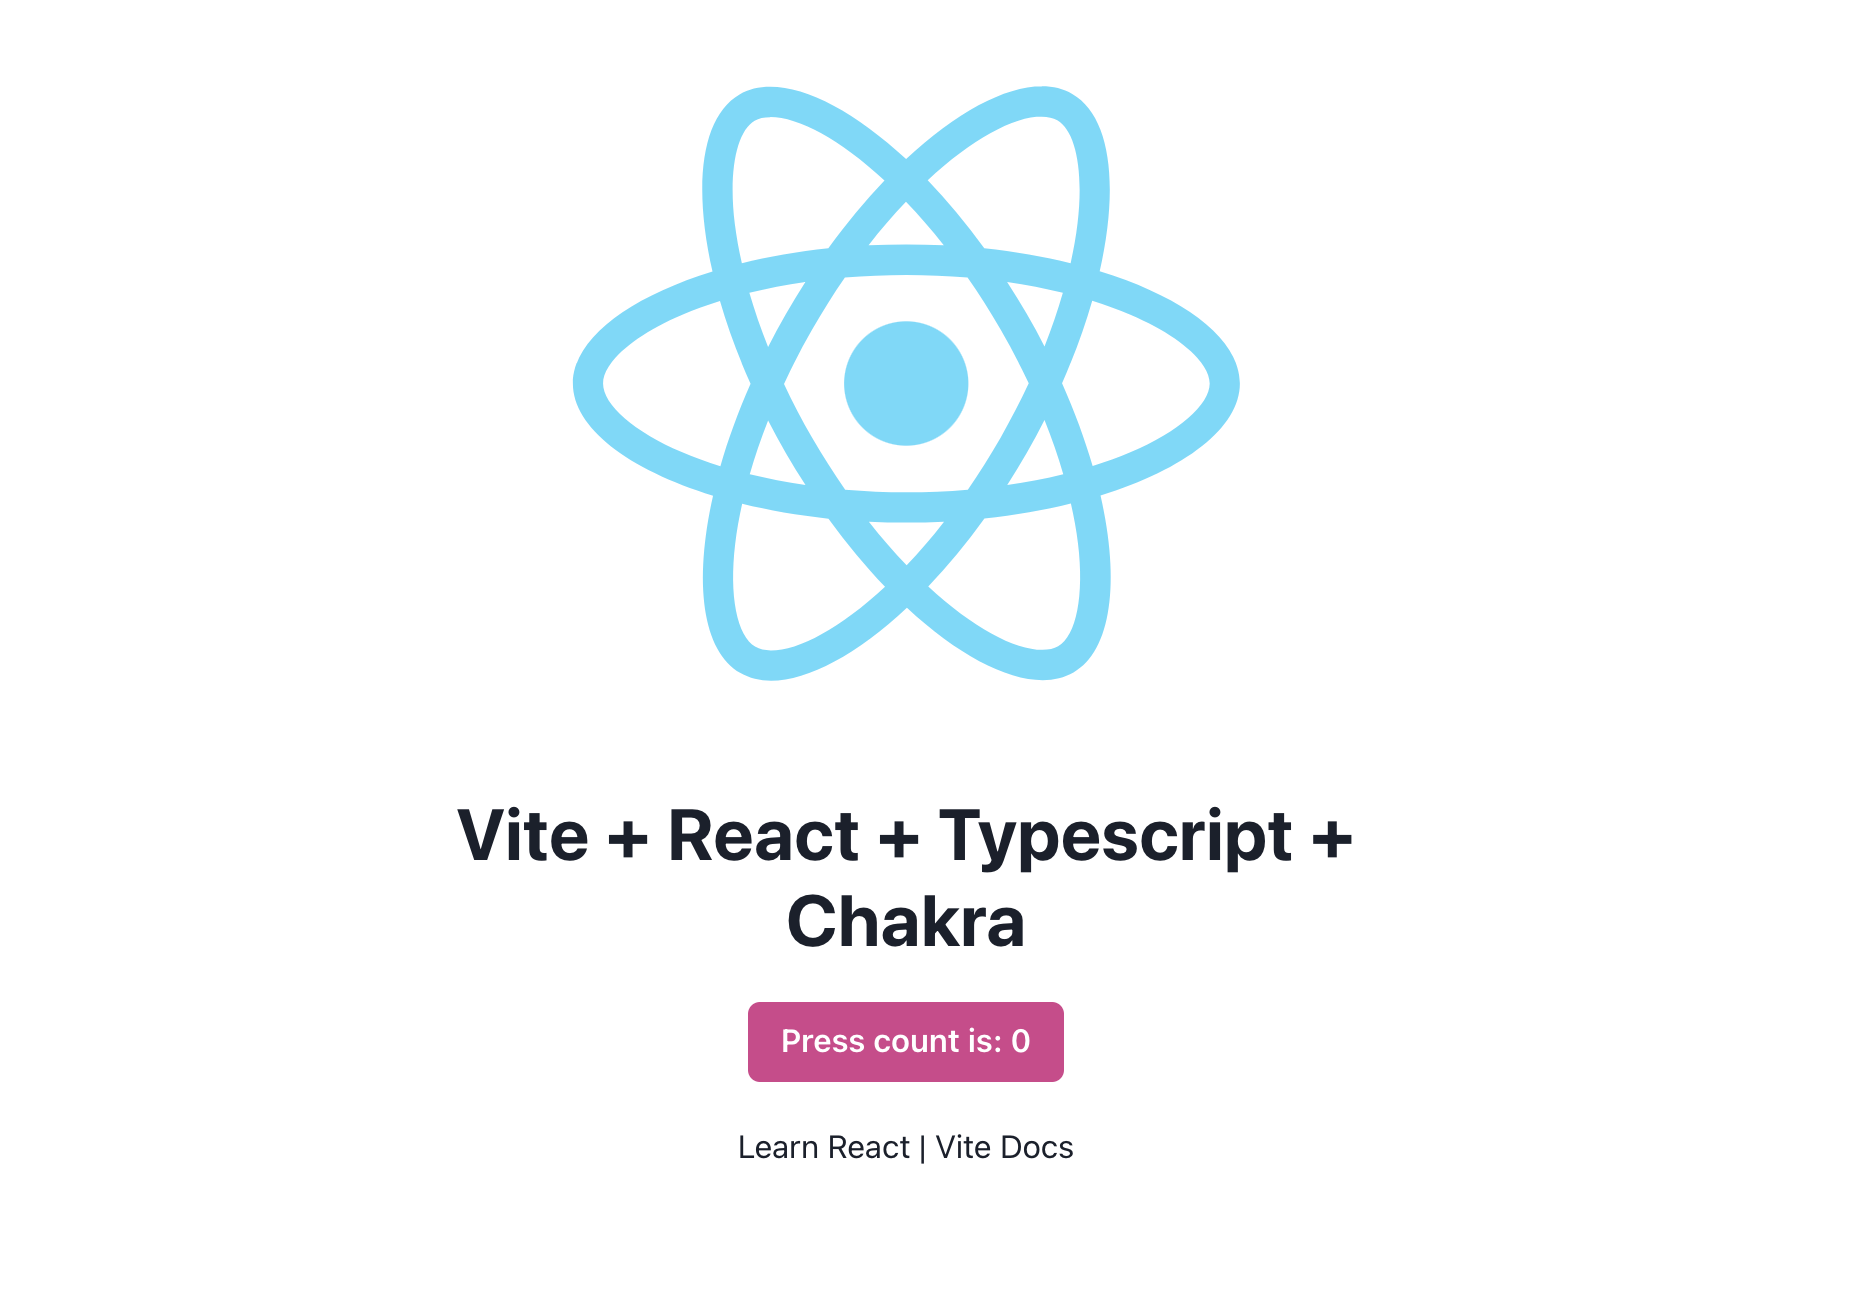 Vite + React + Typescript +
Chakra
Press count is: 0
Learn React | Vite Docs